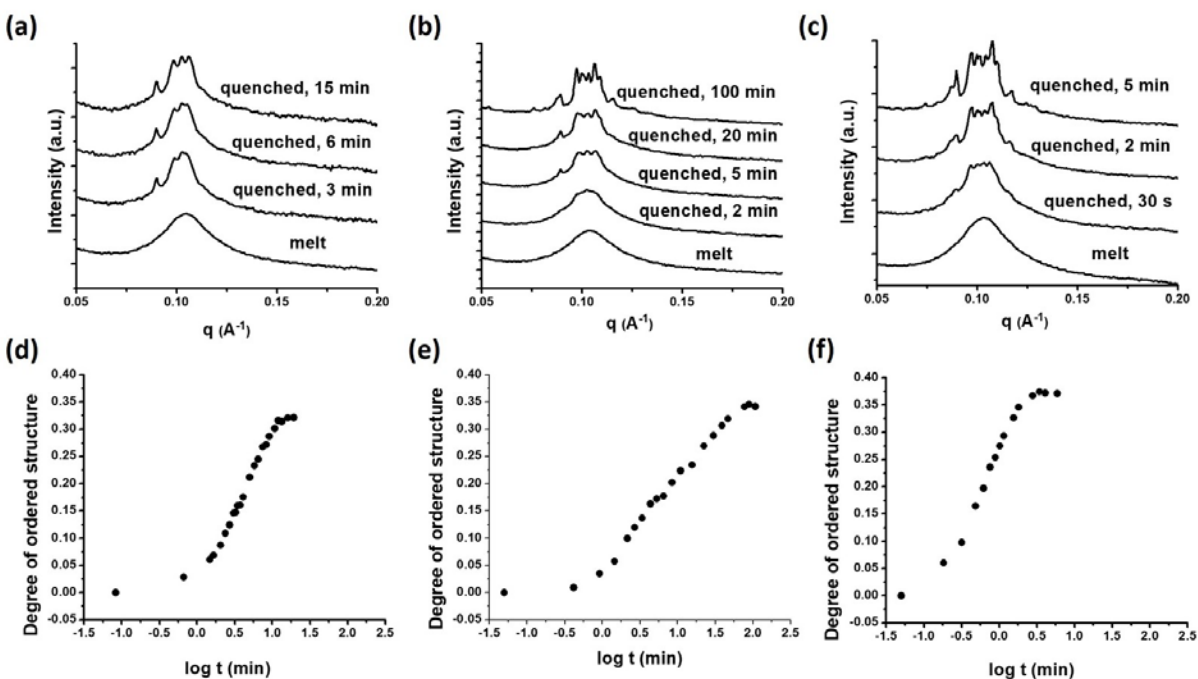 (a)
Intensity (a.u.)
quenched, 15 min
quenched, 6 min
quenched, 3 min
melt
0.05 0.10 0.15 0.20
q (A⁻¹)
(b)
Intensity (a.u.)
quenched, 100 min
quenched, 20 min
quenched, 5 min
quenched, 2 min
melt
0.05 0.10 0.15 0.20
q (A⁻¹)
(c)
Intensity (a.u.)
quenched, 5 min
quenched, 2 min
quenched, 30 s
melt
0.05 0.10 0.15 0.20
q (A⁻¹)
(d)
Degree of ordered structure
0.40
0.35
0.30
0.25
0.20
0.15
0.10
0.05
0.00
-0.05
-1.5 -1.0 -0.5 0.0 0.5 1.0 1.5 2.0 2.5
log t (min)
(e)
Degree of ordered structure
0.40
0.35
0.30
0.25
0.20
0.15
0.10
0.05
0.00
-0.05
-1.5 -1.0 -0.5 0.0 0.5 1.0 1.5 2.0 2.5
log t (min)
(f)
Degree of ordered structure
0.40
0.35
0.30
0.25
0.20
0.15
0.10
0.05
0.00
-0.05
-1.5 -1.0 -0.5 0.0 0.5 1.0 1.5 2.0 2.5
log t (min)